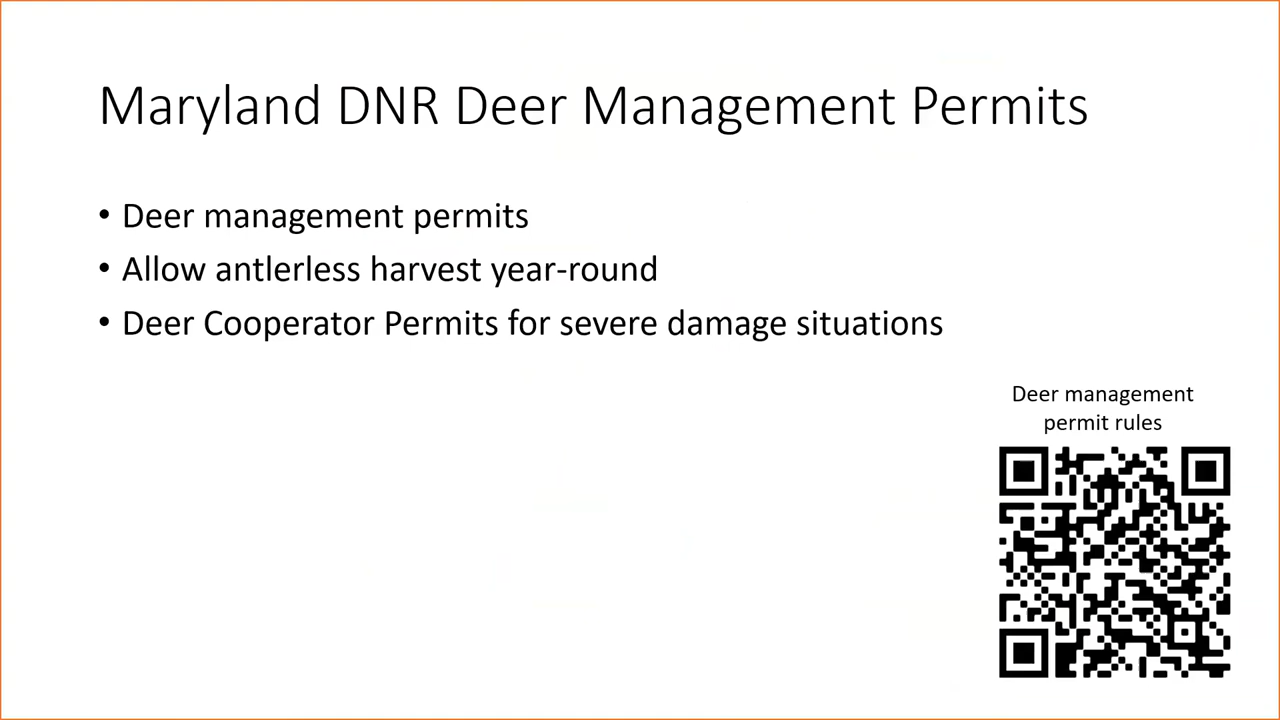 Maryland DNR Deer Management Permits
• Deer management permits
• Allow antlerless harvest year-round
• Deer Cooperator Permits for severe damage situations
Deer management
permit rules